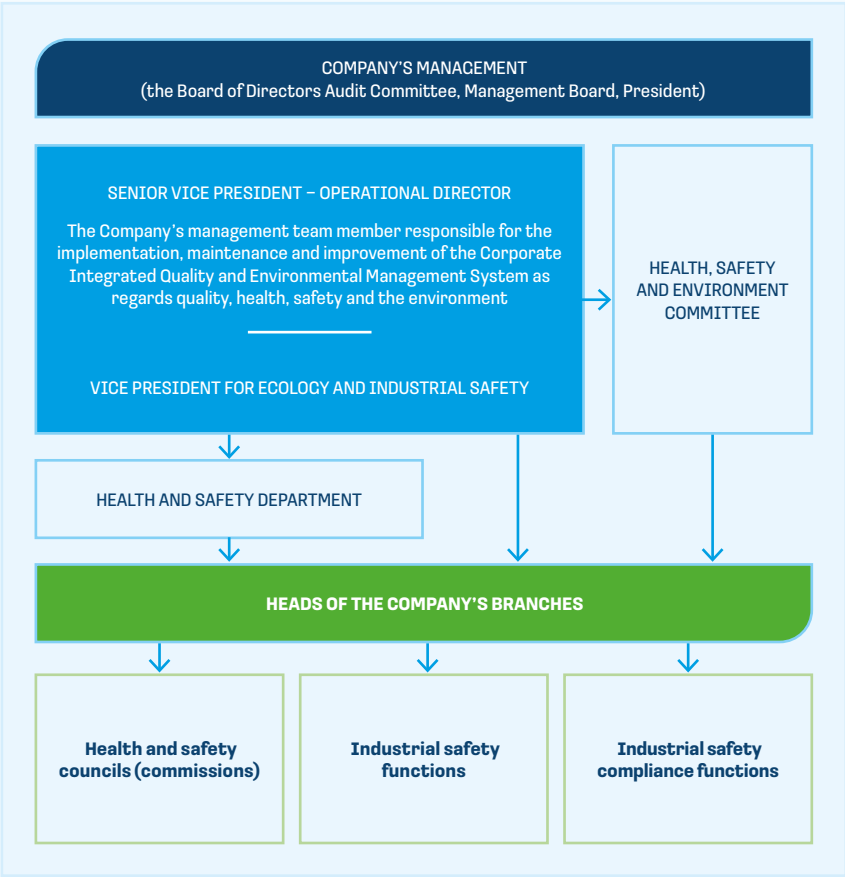 COMPANY'S MANAGEMENT
(the Board of Directors Audit Committee, Management Board, President)
SENIOR VICE PRESIDENT – OPERATIONAL DIRECTOR
The Company's management team member responsible for the
implementation, maintenance and improvement of the Corporate
Integrated Quality and Environmental Management System as
regards quality, health, safety and the environment
VICE PRESIDENT FOR ECOLOGY AND INDUSTRIAL SAFETY
HEALTH, SAFETY
AND ENVIRONMENT
COMMITTEE
HEALTH AND SAFETY DEPARTMENT
HEADS OF THE COMPANY'S BRANCHES
Health and safety
councils (commissions)
Industrial safety
functions
Industrial safety
compliance functions